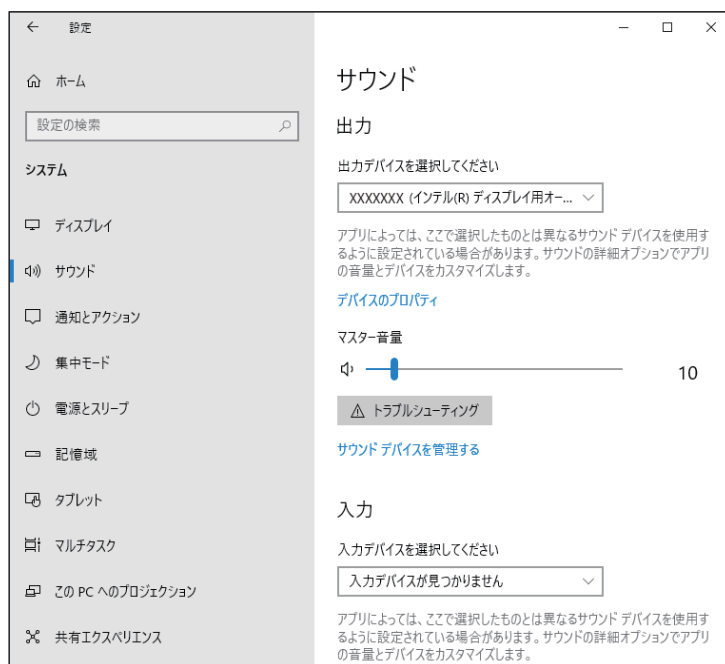 設定
ホーム
設定の検索
システム
ディスプレイ
サウンド
通知とアクション
集中モード
電源とスリープ
記憶域
タブレット
マルチタスク
この PC へのプロジェクション
共有エクスペリエンス
サウンド
出力
出力デバイスを選択してください
XXXXXXX (インテル(R) ディスプレイ用オー...
アプリによっては、ここで選択したものとは異なるサウンド デバイスを使用す
るように設定されている場合があります。サウンドの詳細オプションでアプリ
の音量とデバイスをカスタマイズします。
デバイスのプロパティ
マスター音量
10
トラブルシューティング
サウンド デバイスを管理する
入力
入力デバイスを選択してください
入力デバイスが見つかりません
アプリによっては、ここで選択したものとは異なるサウンド デバイスを使用す
るように設定されている場合があります。サウンドの詳細オプションでアプリ
の音量とデバイスをカスタマイズします。